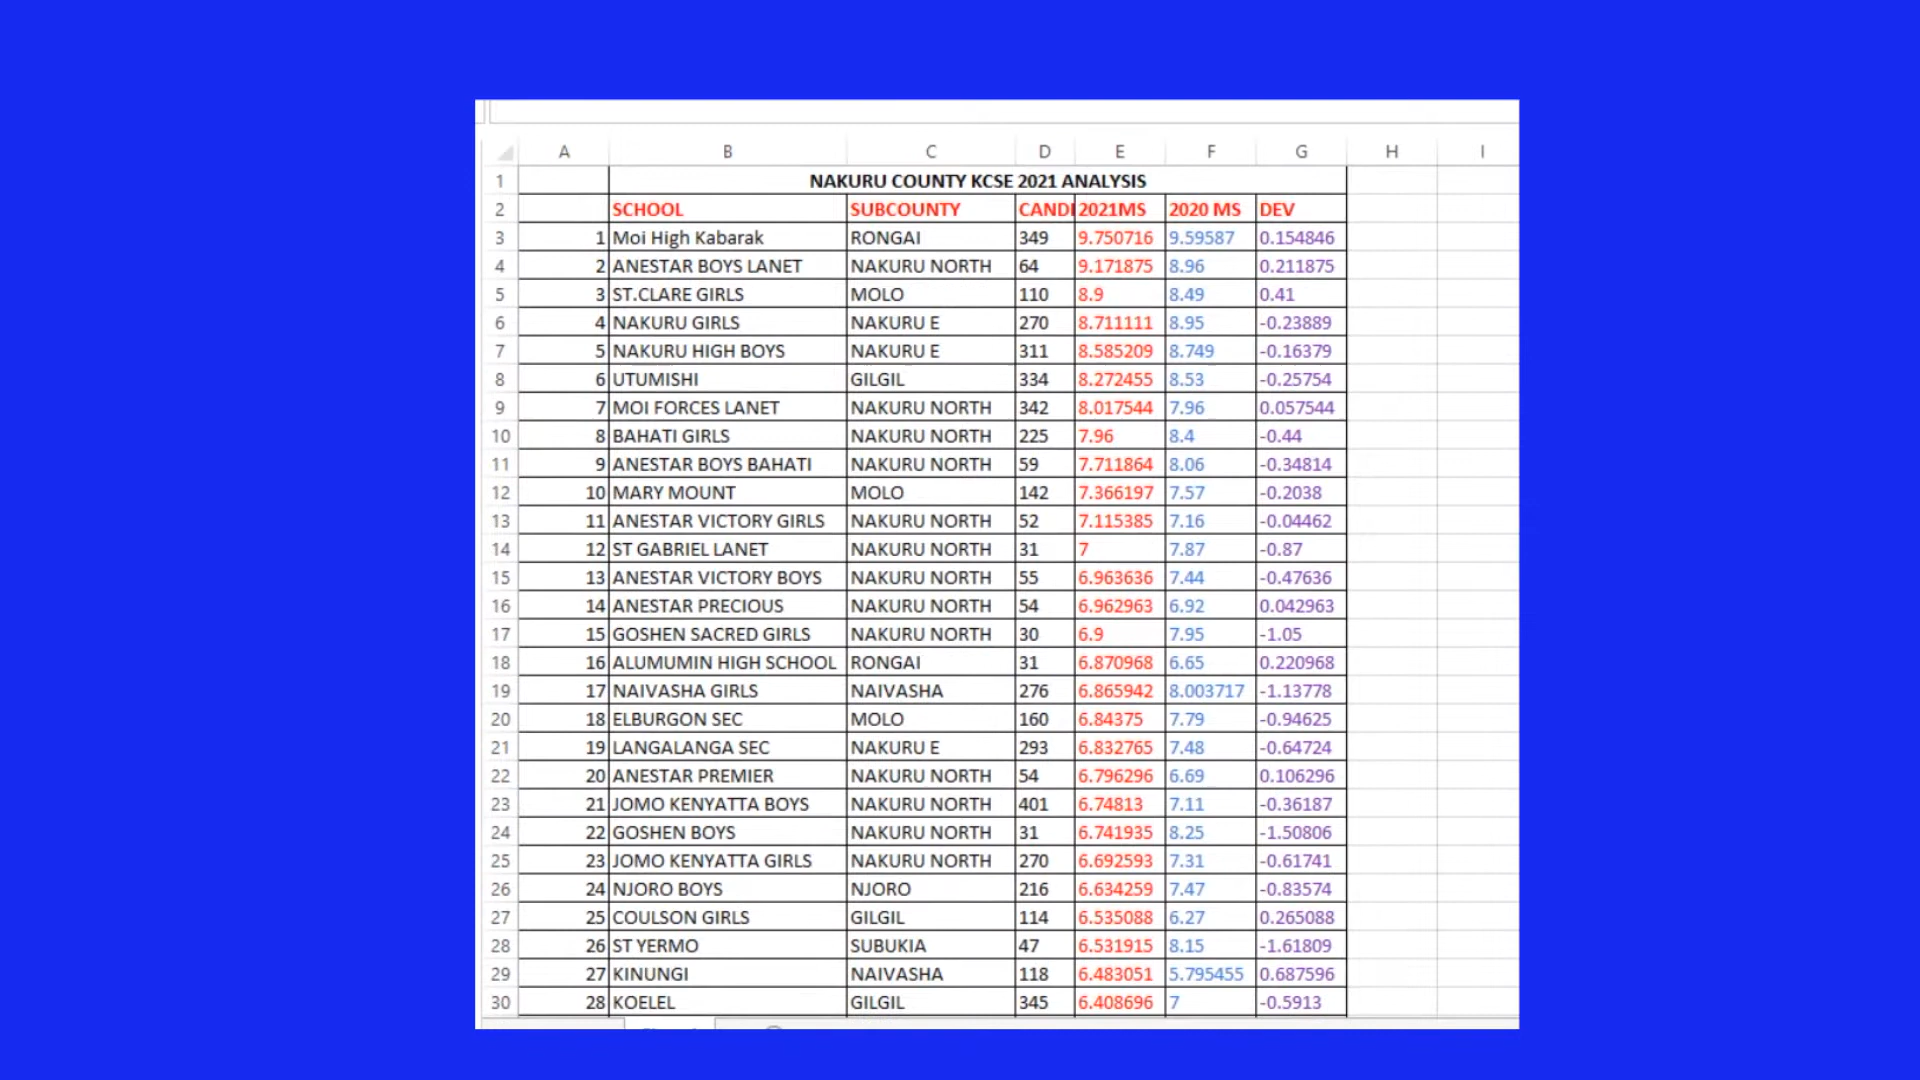 A B C D E F G H I
1 NAKURU COUNTY KCSE 2021 ANALYSIS
2 SCHOOL SUBCOUNTY CANDI 2021MS 2020 MS DEV
3 1 Moi High Kabarak RONGAI 349 9.750716 9.59587 0.154846
4 2 ANESTAR BOYS LANET NAKURU NORTH 64 9.171875 8.96 0.211875
5 3 ST.CLARE GIRLS MOLO 110 8.9 8.49 0.41
6 4 NAKURU GIRLS NAKURU E 270 8.711111 8.95 -0.23889
7 5 NAKURU HIGH BOYS NAKURU E 311 8.585209 8.749 -0.16379
8 6 UTUMISHI GILGIL 334 8.272455 8.53 -0.25754
9 7 MOI FORCES LANET NAKURU NORTH 342 8.017544 7.96 0.057544
10 8 BAHATI GIRLS NAKURU NORTH 225 7.96 8.4 -0.44
11 9 ANESTAR BOYS BAHATI NAKURU NORTH 59 7.711864 8.06 -0.34814
12 10 MARY MOUNT MOLO 142 7.366197 7.57 -0.2038
13 11 ANESTAR VICTORY GIRLS NAKURU NORTH 52 7.115385 7.16 -0.04462
14 12 ST GABRIEL LANET NAKURU NORTH 31 7 7.87 -0.87
15 13 ANESTAR VICTORY BOYS NAKURU NORTH 55 6.963636 7.44 -0.47636
16 14 ANESTAR PRECIOUS NAKURU NORTH 54 6.962963 6.92 0.042963
17 15 GOSHEN SACRED GIRLS NAKURU NORTH 30 6.9 7.95 -1.05
18 16 ALUMUMIN HIGH SCHOOL RONGAI 31 6.870968 6.65 0.220968
19 17 NAIVASHA GIRLS NAIVASHA 276 6.865942 8.003717 -1.13778
20 18 ELBURGON SEC MOLO 160 6.84375 7.79 -0.94625
21 19 LANGALANGA SEC NAKURU E 293 6.832765 7.48 -0.64724
22 20 ANESTAR PREMIER NAKURU NORTH 54 6.796296 6.69 0.106296
23 21 JOMO KENYATTA BOYS NAKURU NORTH 401 6.74813 7.11 -0.36187
24 22 GOSHEN BOYS NAKURU NORTH 31 6.741935 8.25 -1.50806
25 23 JOMO KENYATTA GIRLS NAKURU NORTH 270 6.692593 7.31 -0.61741
26 24 NJORO BOYS NJORO 216 6.634259 7.47 -0.83574
27 25 COULSON GIRLS GILGIL 114 6.535088 6.27 0.265088
28 26 ST YERMO SUBUKIA 47 6.531915 8.15 -1.61809
29 27 KINUNGI NAIVASHA 118 6.483051 5.795455 0.687596
30 28 KOELEL GILGIL 345 6.408696 7 -0.5913